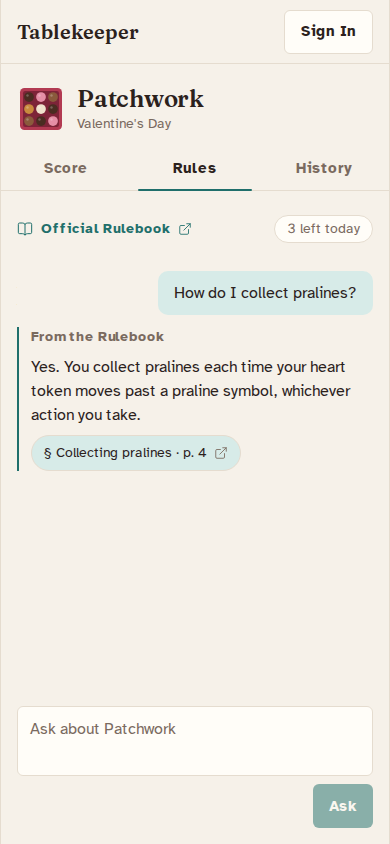 Tablekeeper
Sign In
Patchwork
Valentine's Day
Score
Rules
History
Official Rulebook
3 left today
How do I collect pralines?
From the Rulebook
Yes. You collect pralines each time your heart
token moves past a praline symbol, whichever
action you take.
§ Collecting pralines · p. 4
Ask about Patchwork
Ask